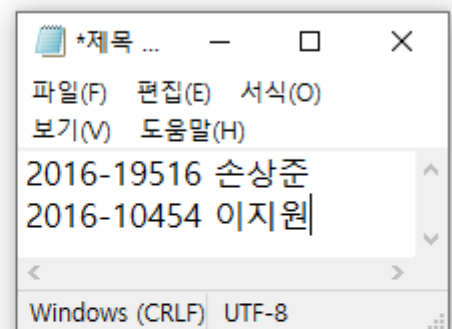 *제목 ...
파일(F) 편집(E) 서식(O)
보기(V) 도움말(H)
2016-19516 손상준
2016-10454 이지원
Windows (CRLF) UTF-8